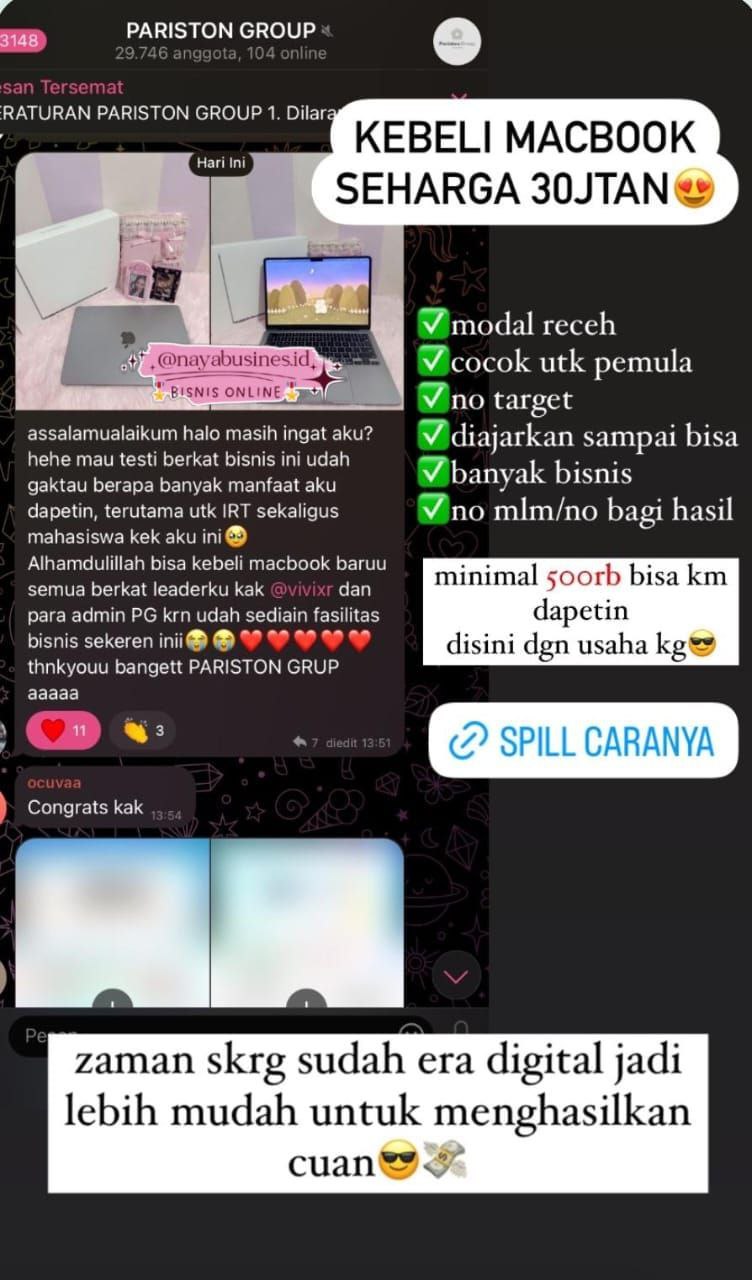 3148
PARISTON GROUP
29.746 anggota, 104 online
esan Tersemat
ERATURAN PARISTON GROUP 1. Dilara
KEBELI MACBOOK
SEHARGA 30JTAN😍
Hari Ini
@nayabusines.id
BISNIS ONLINE
✅modal receh
✅cocok utk pemula
✅no target
✅diajarkan sampai bisa
✅banyak bisnis
✅no mlm/no bagi hasil
assalamualaikum halo masih ingat aku?
hehe mau testi berkat bisnis ini udah
gaktau berapa banyak manfaat aku
dapetin, terutama utk IRT sekaligus
mahasiswa kek aku ini🥹
Alhamdulillah bisa kebeli macbook baruu
semua berkat leaderku kak @vivixr dan
para admin PG krn udah sediain fasilitas
bisnis sekeren inii😭😭❤️❤️❤️❤️❤️
thnkyouu bangett PARISTON GRUP
aaaaa
❤️ 11 👏 3
7 diedit 13:51
minimal 500rb bisa km
dapetin
disini dgn usaha kg😎
SPILL CARANYA
ocuvaa
Congrats kak 13:54
zaman skrg sudah era digital jadi
lebih mudah untuk menghasilkan
cuan😎💸